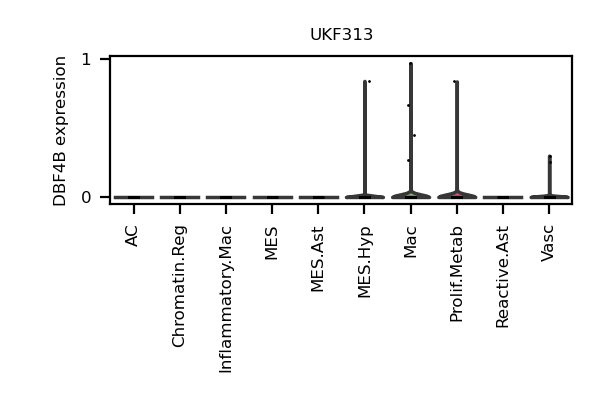 UKF313
DBF4B expression
1
0
AC
Chromatin.Reg
Inflammatory.Mac
MES
MES.Ast
MES.Hyp
Mac
Prolif.Metab
Reactive.Ast
Vasc